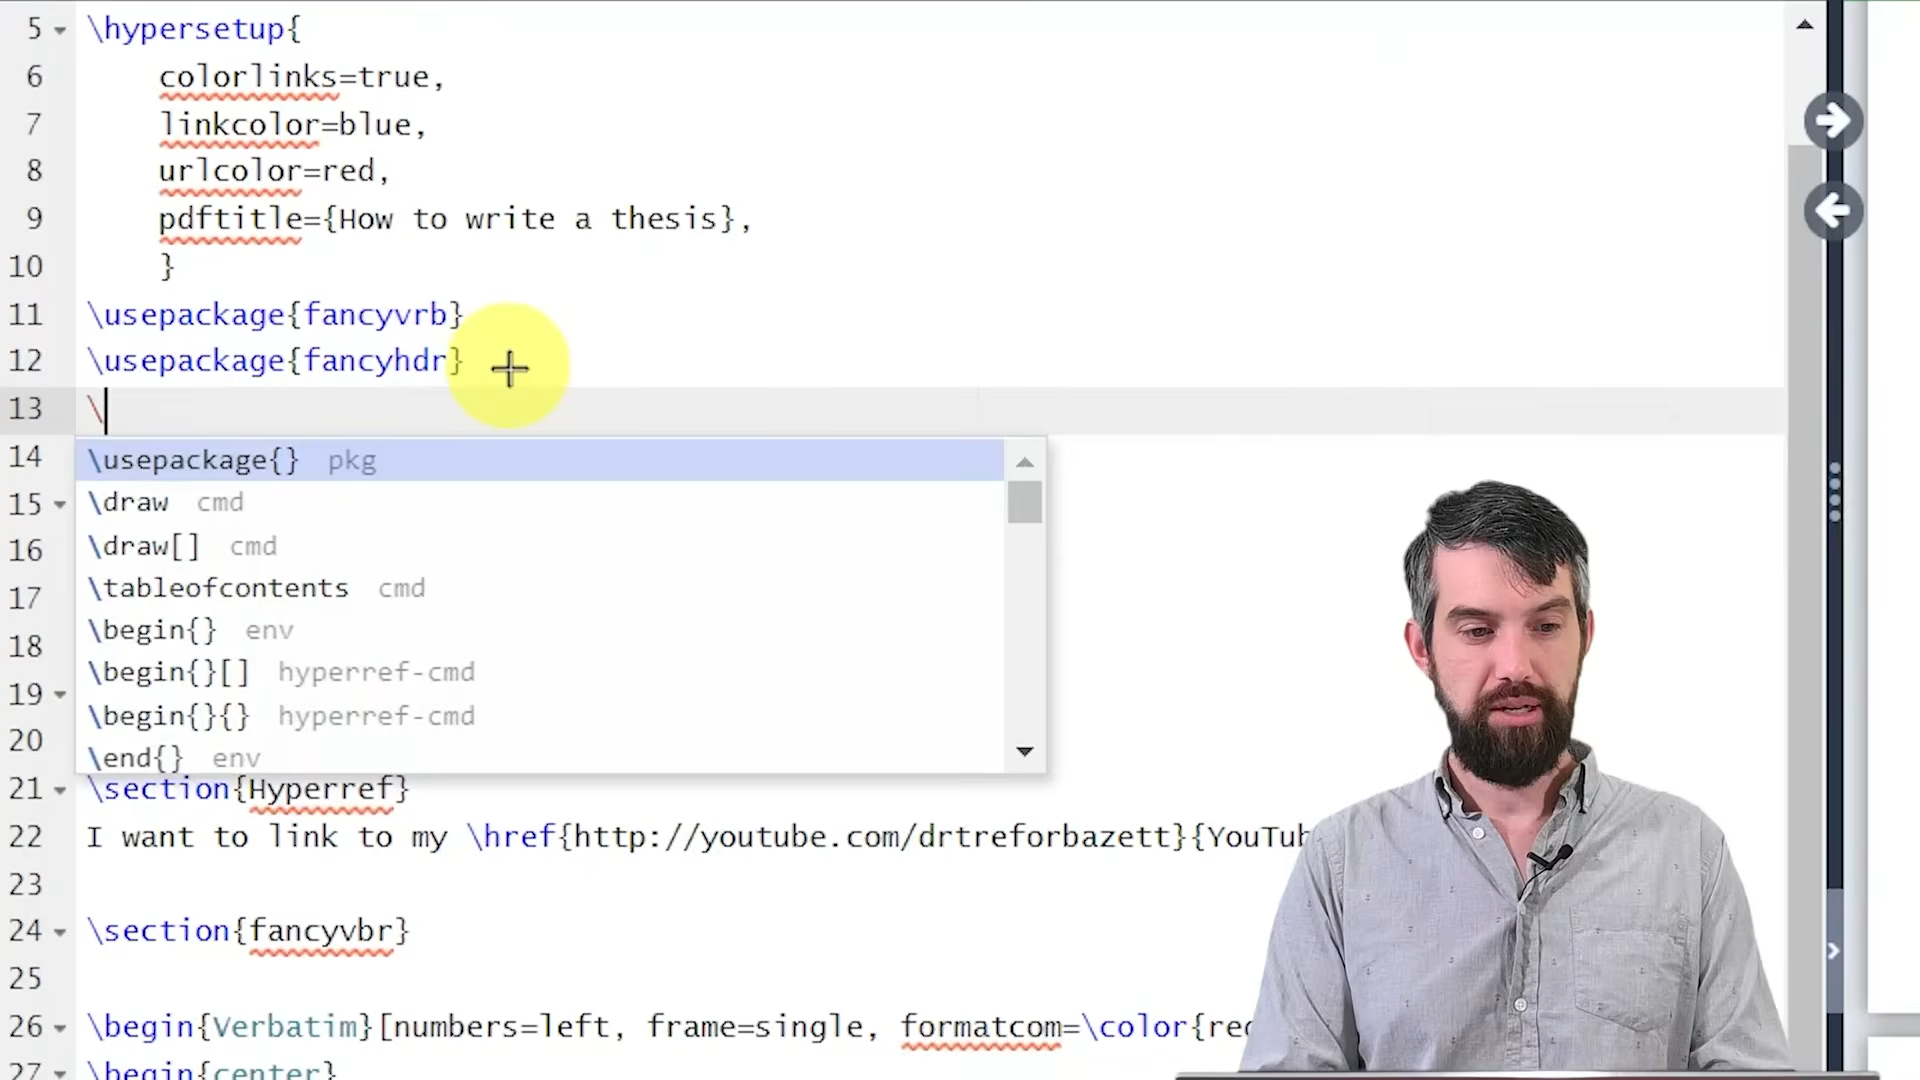 5 \hypersetup{
6 colorlinks=true,
7 linkcolor=blue,
8 urlcolor=red,
9 pdftitle={How to write a thesis},
10 }
11 \usepackage{fancyvrb}
12 \usepackage{fancyhdr}
13 \
14 \usepackage{} pkg
15 \draw cmd
16 \draw[] cmd
17 \tableofcontents cmd
18 \begin{} env
19 \begin{}[] hyperref-cmd
20 \begin{}{} hyperref-cmd
\end{} env
21 \section{Hyperref}
22 I want to link to my \href{http://youtube.com/drtreforbazett}{YouTub
23
24 \section{fancyvbr}
25
26 \begin{Verbatim}[numbers=left, frame=single, formatcom=\color{red
27 \begin{center}